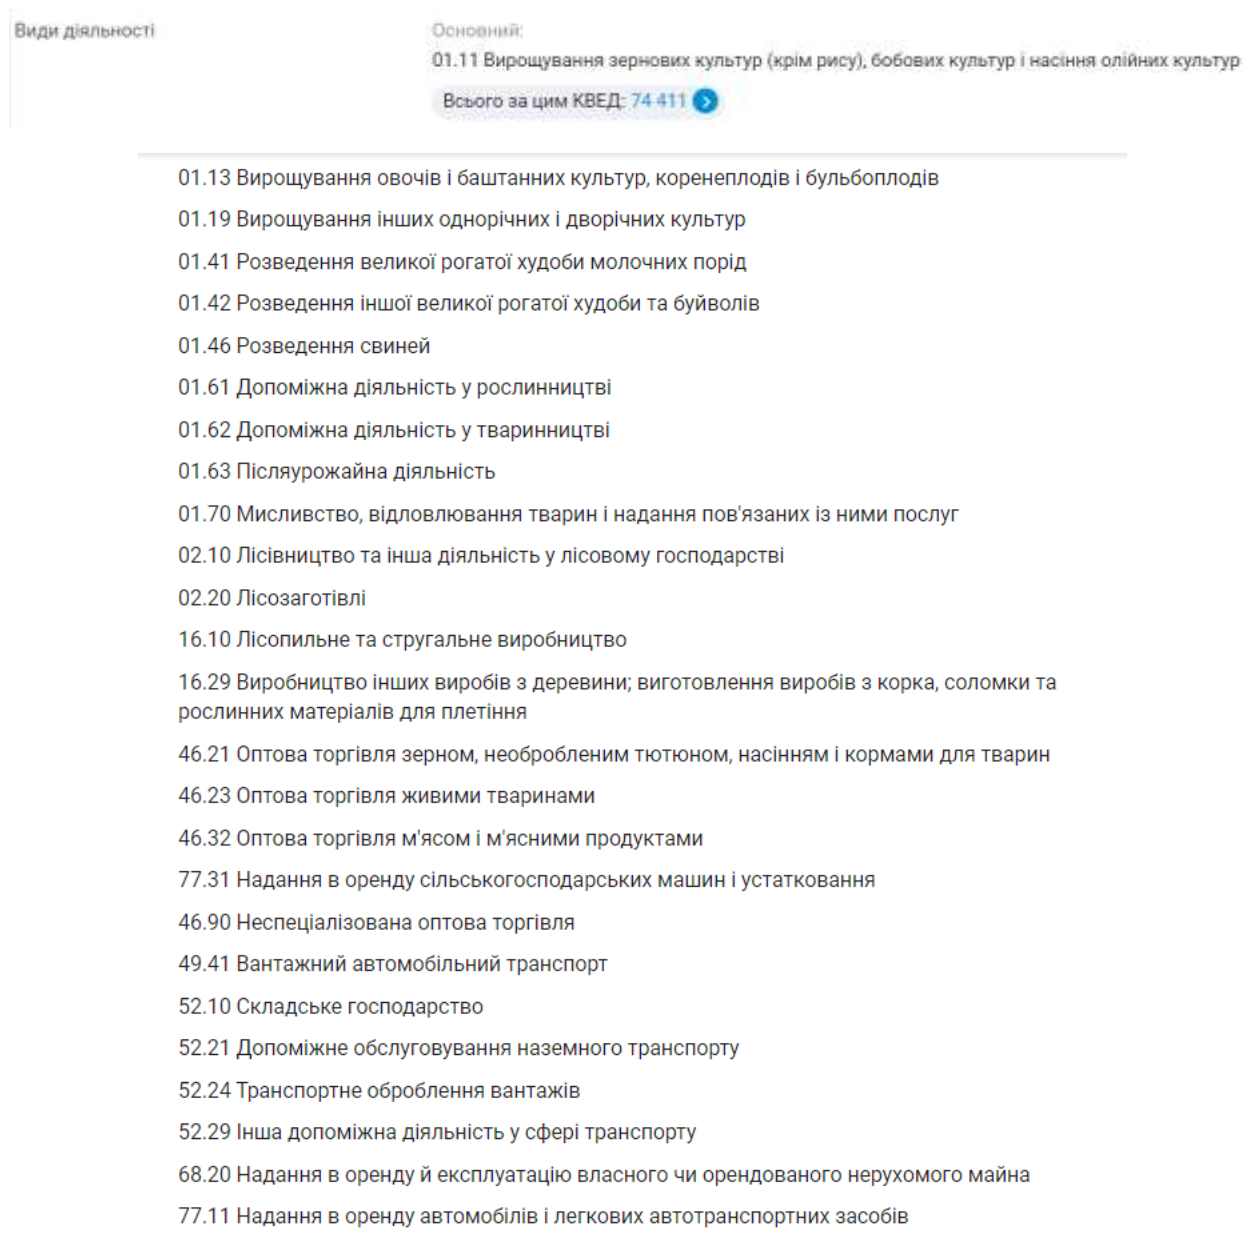 Види діяльності
Основний:
01.11 Вирощування зернових культур (крім рису), бобових культур і насіння олійних культур
Всього за цим КВЕД: 74 411
01.13 Вирощування овочів і баштанних культур, коренеплодів і бульбоплодів
01.19 Вирощування інших однорічних і дворічних культур
01.41 Розведення великої рогатої худоби молочних порід
01.42 Розведення іншої великої рогатої худоби та буйволів
01.46 Розведення свиней
01.61 Допоміжна діяльність у рослинництві
01.62 Допоміжна діяльність у тваринництві
01.63 Післяурожайна діяльність
01.70 Мисливство, відловлювання тварин і надання пов'язаних із ними послуг
02.10 Лісівництво та інша діяльність у лісовому господарстві
02.20 Лісозаготівлі
16.10 Лісопильне та стругальне виробництво
16.29 Виробництво інших виробів з деревини; виготовлення виробів з корка, соломки та
рослинних матеріалів для плетіння
46.21 Оптова торгівля зерном, необробленим тютюном, насінням і кормами для тварин
46.23 Оптова торгівля живими тваринами
46.32 Оптова торгівля м'ясом і м'ясними продуктами
77.31 Надання в оренду сільськогосподарських машин і устатковання
46.90 Неспеціалізована оптова торгівля
49.41 Вантажний автомобільний транспорт
52.10 Складське господарство
52.21 Допоміжне обслуговування наземного транспорту
52.24 Транспортне оброблення вантажів
52.29 Інша допоміжна діяльність у сфері транспорту
68.20 Надання в оренду й експлуатацію власного чи орендованого нерухомого майна
77.11 Надання в оренду автомобілів і легкових автотранспортних засобів